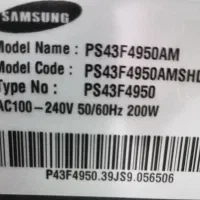 SAMSUNG
Model Name : PS43F4950AM
Model Code : PS43F4950AMSHD
Type No : PS43F4950
AC100-240V 50/60Hz 200W
P43F4950.39JS9.056506